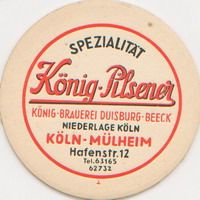 SPEZIALITÄT
König-Pilsener
KÖNIG-BRAUEREI DUISBURG-BEECK
NIEDERLAGE KÖLN
KÖLN-MÜLHEIM
Hafenstr. 12
Tel. 63165
62732